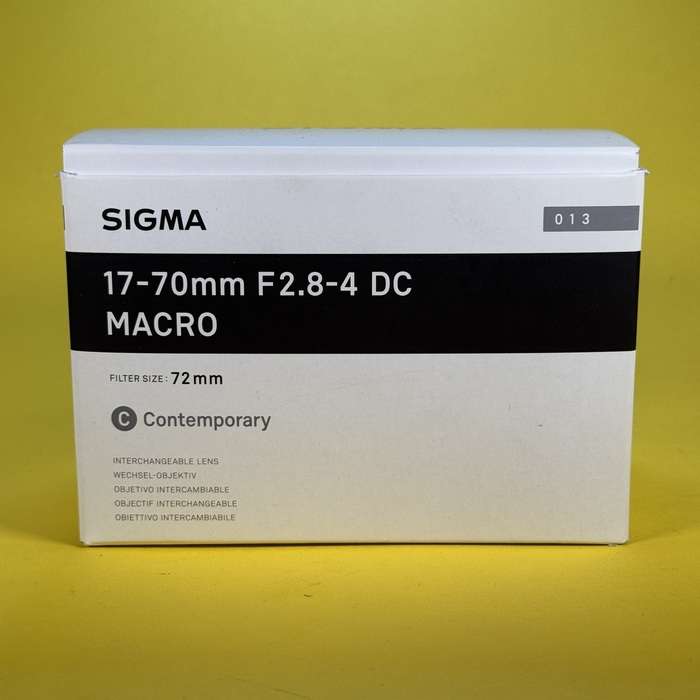 SIGMA
013
17-70mm F2.8-4 DC
MACRO
FILTER SIZE: 72mm
C Contemporary
INTERCHANGEABLE LENS
WECHSEL-OBJEKTIV
OBJETIVO INTERCAMBIABLE
OBJECTIF INTERCHANGEABLE
OBIETTIVO INTERCAMBIABILE